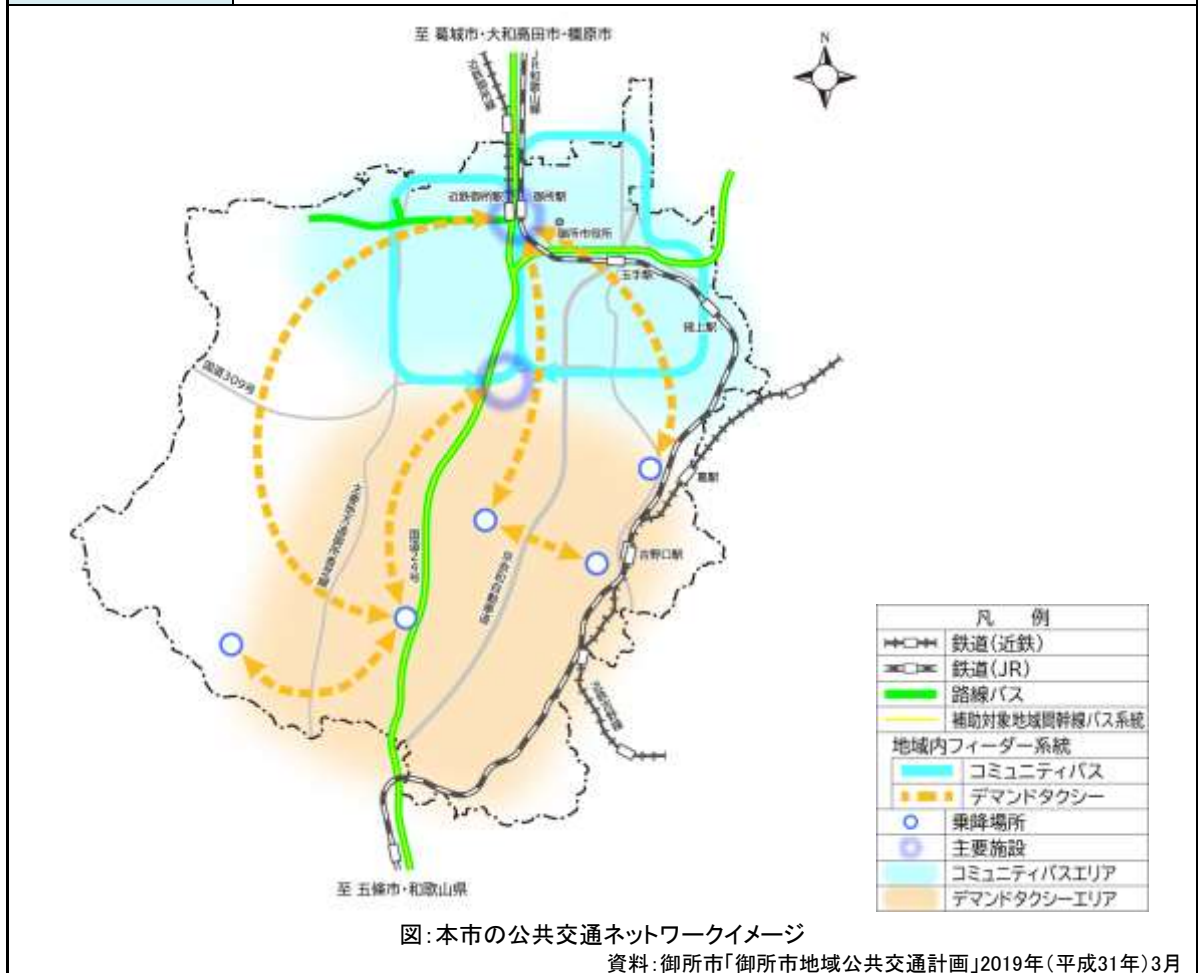 至 葛城市・大和高田市・橿原市
N
近鉄御所駅
御所駅
御所市役所
玉手駅
掖上駅
国道309号
葛駅
吉野口駅
国道24号
京奈和自動車道
至 五條市・和歌山県
凡 例
鉄道(近鉄)
鉄道(JR)
路線バス
補助対象地域間幹線バス系統
地域内フィーダー系統
コミュニティバス
デマンドタクシー
乗降場所
主要施設
コミュニティバスエリア
デマンドタクシーエリア
図:本市の公共交通ネットワークイメージ
資料:御所市「御所市地域公共交通計画」2019年(平成31年)3月